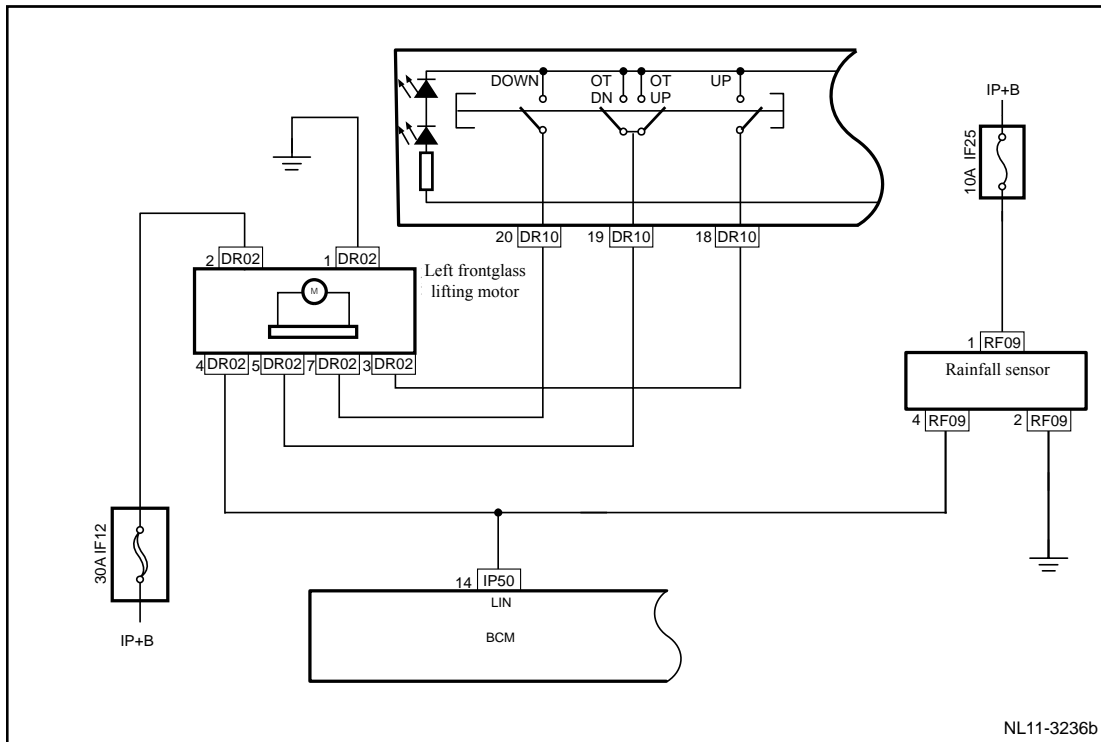 DOWN OT OT UP
DN UP
IP+B
10A IF25
20 DR10 19 DR10 18 DR10
2 DR02 1 DR02
Left frontglass
lifting motor
M
4 DR02 5 DR02 7 DR02 3 DR02
1 RF09
Rainfall sensor
4 RF09 2 RF09
30A IF12
IP+B
14 IP50
LIN
BCM
NL11-3236b